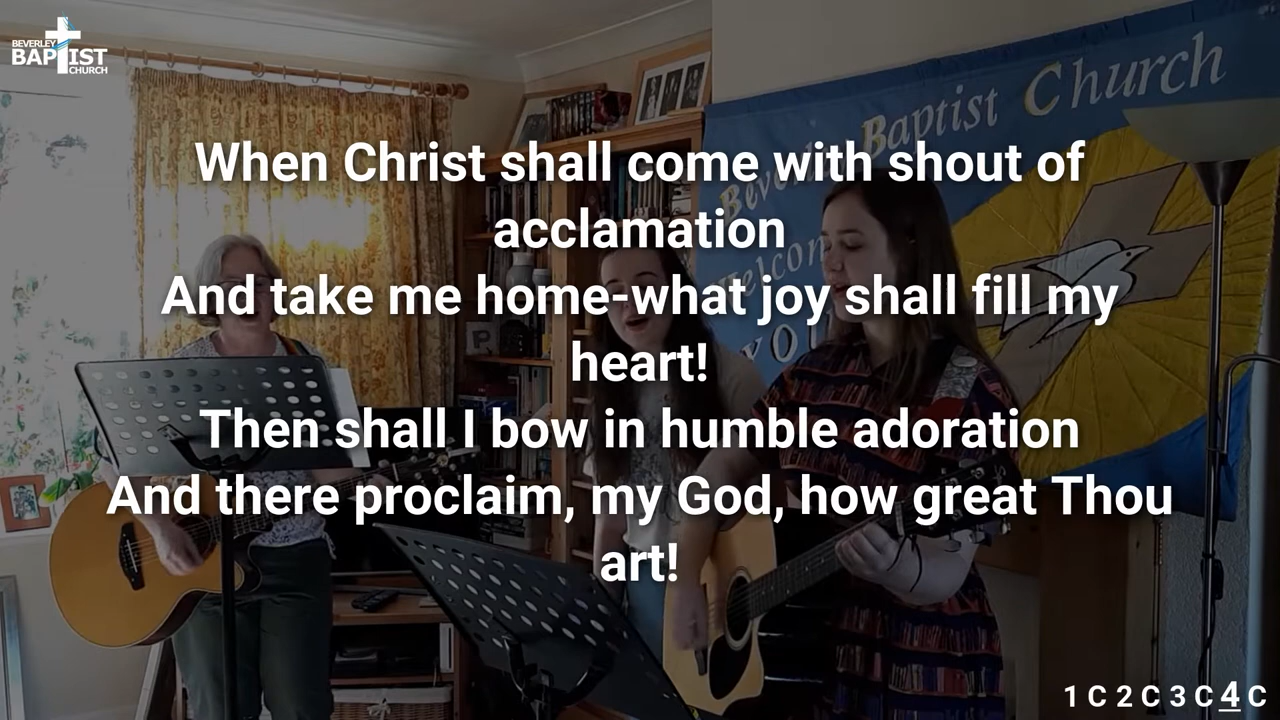 BEVERLEY
BAPTIST
CHURCH
Baptist Church
When Christ shall come with shout of
acclamation
And take me home-what joy shall fill my
heart!
Then shall I bow in humble adoration
And there proclaim, my God, how great Thou
art!
1 C 2 C 3 C 4 C